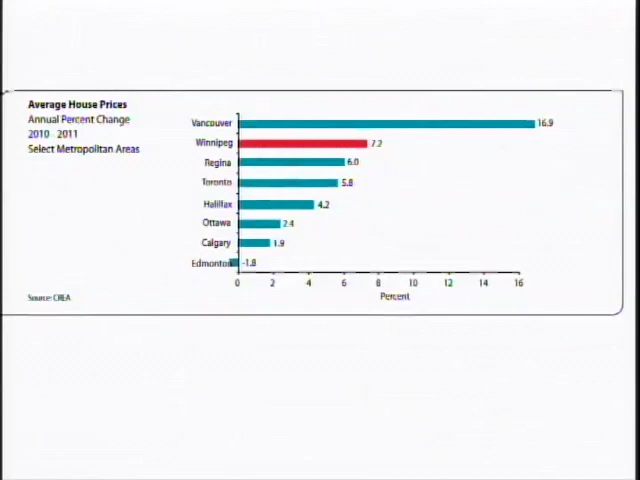 Average House Prices
Annual Percent Change
2010 - 2011
Select Metropolitan Areas
Vancouver 16.9
Winnipeg 7.2
Regina 6.0
Toronto 5.8
Halifax 4.2
Ottawa 2.4
Calgary 1.9
Edmonton -1.8
0 2 4 6 8 10 12 14 16
Percent
Source: CREA